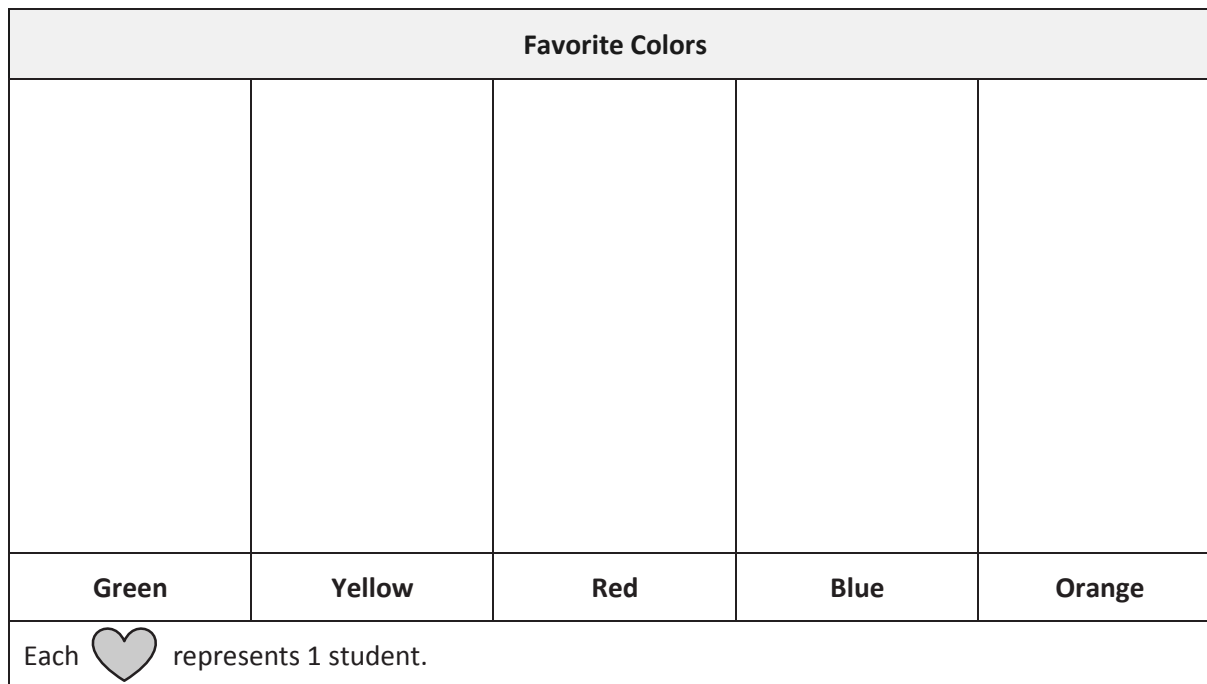 Favorite Colors
Green Yellow Red Blue Orange
Each represents 1 student.